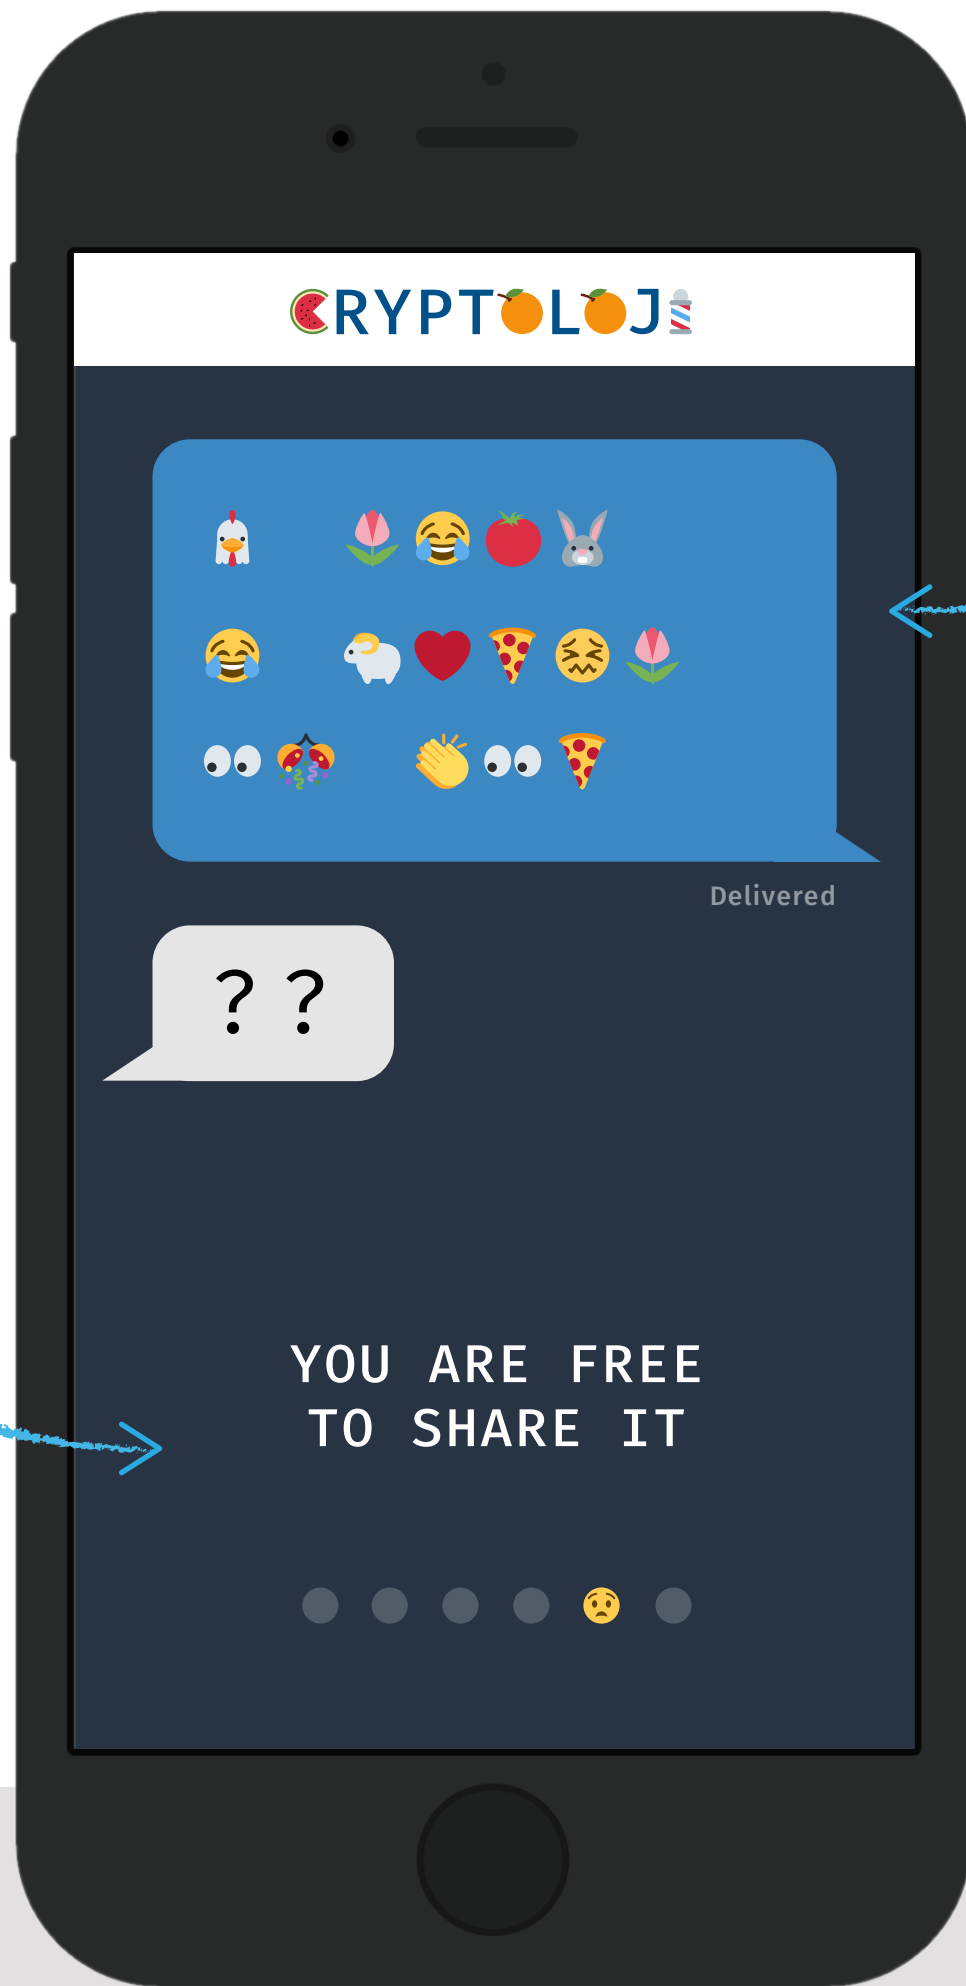 CRYPTOLOJI
🐔 🌷😂🍅🐰
😂 🐏❤️🍕😖🌷
👀🎊 👏👀🍕
Delivered
??
YOU ARE FREE
TO SHARE IT